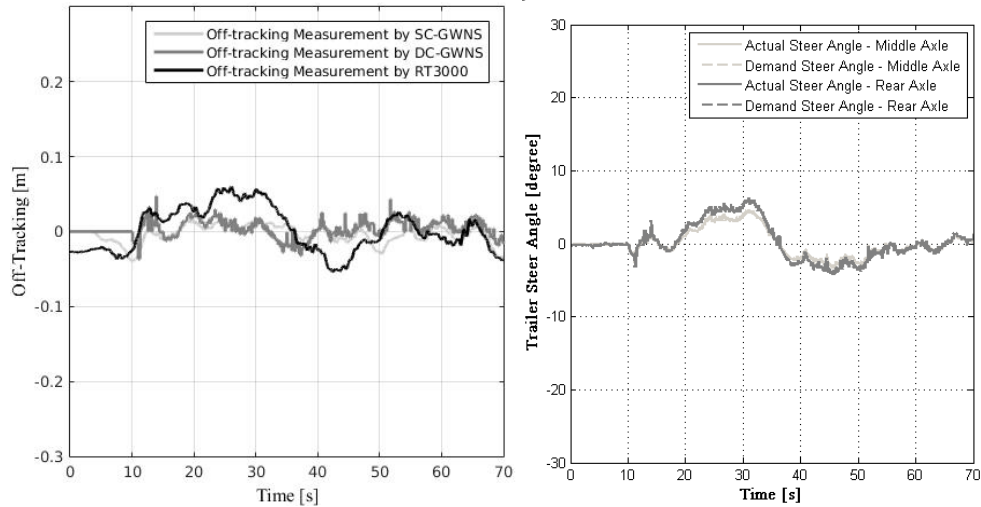 Off-tracking Measurement by SC-GWNS
Off-tracking Measurement by DC-GWNS
Off-tracking Measurement by RT3000
Off-Tracking [m]
0.2
0.1
0
-0.1
-0.2
-0.3
0 10 20 30 40 50 60 70
Time [s]
Actual Steer Angle - Middle Axle
Demand Steer Angle - Middle Axle
Actual Steer Angle - Rear Axle
Demand Steer Angle - Rear Axle
Trailer Steer Angle [degree]
30
20
10
0
-10
-20
-30
0 10 20 30 40 50 60 70
Time [s]